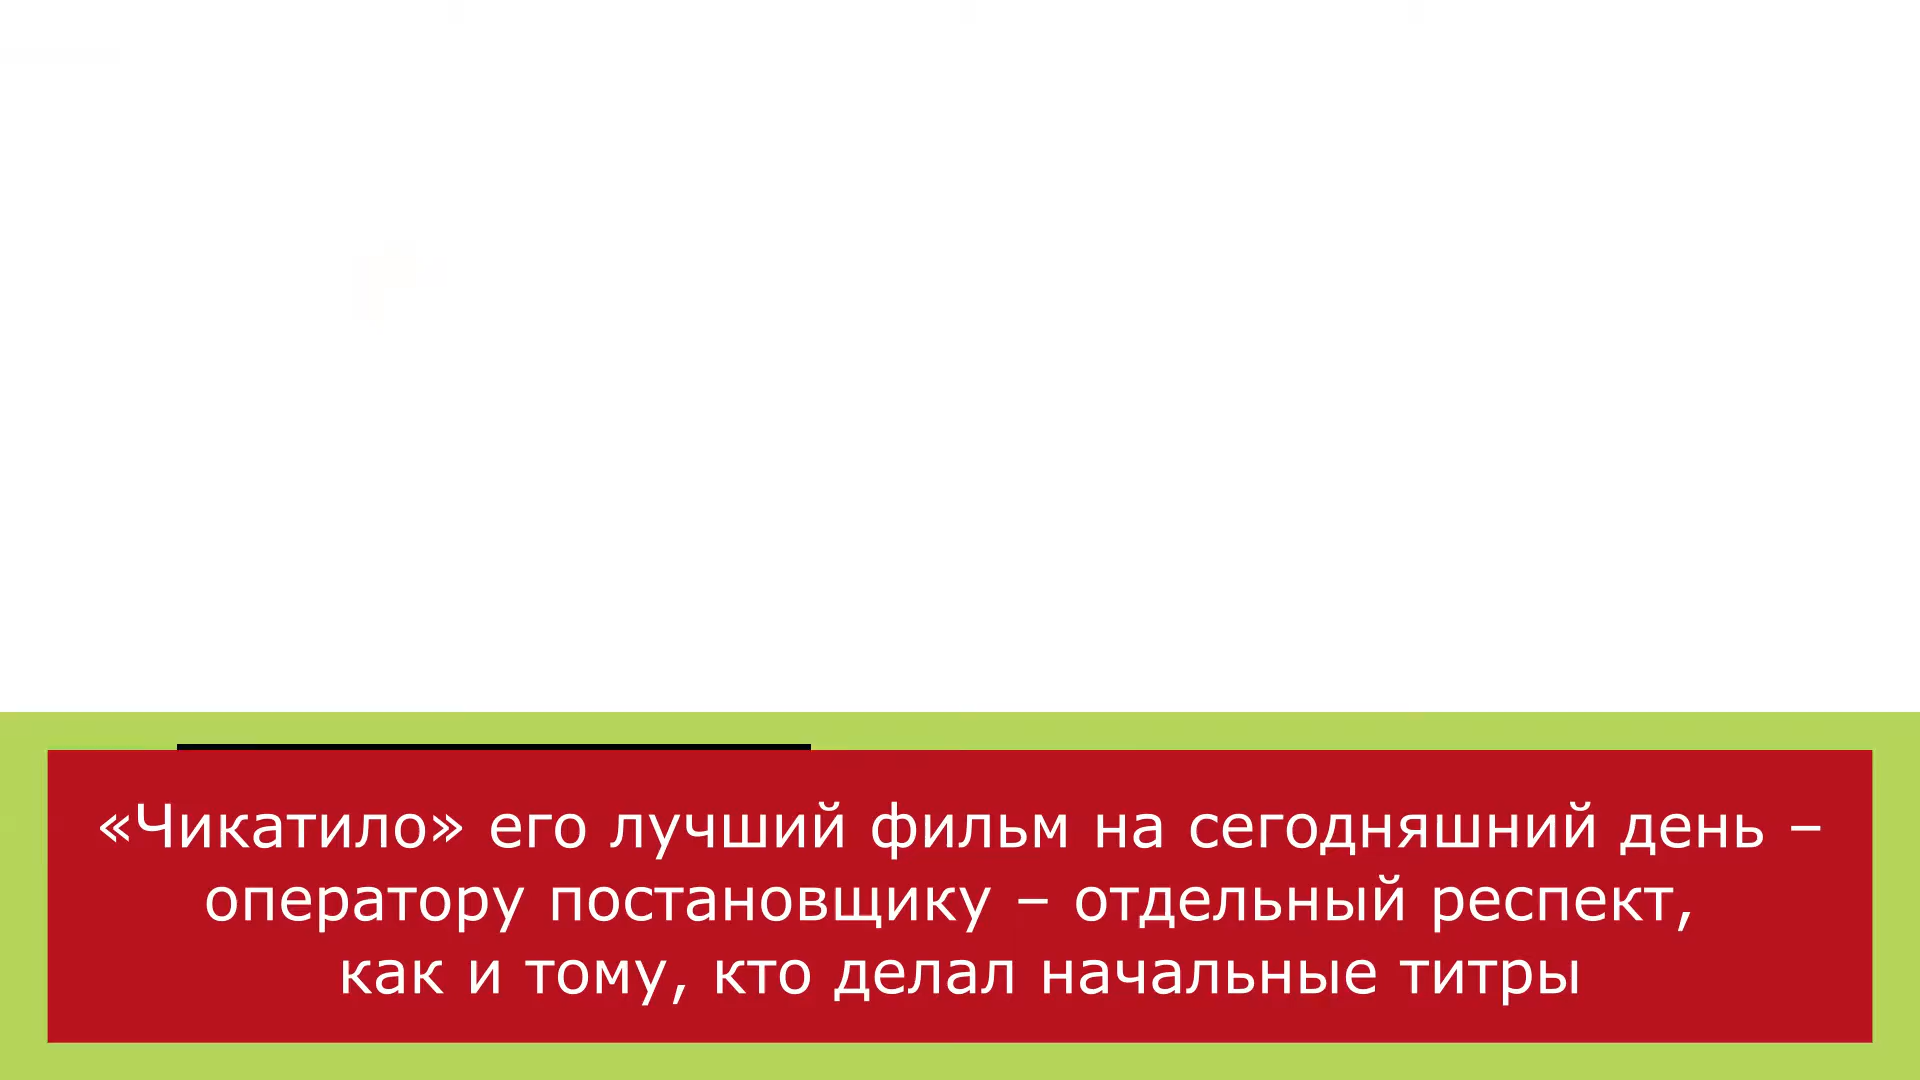 «Чикатило» его лучший фильм на сегодняшний день –
оператору постановщику – отдельный респект,
как и тому, кто делал начальные титры